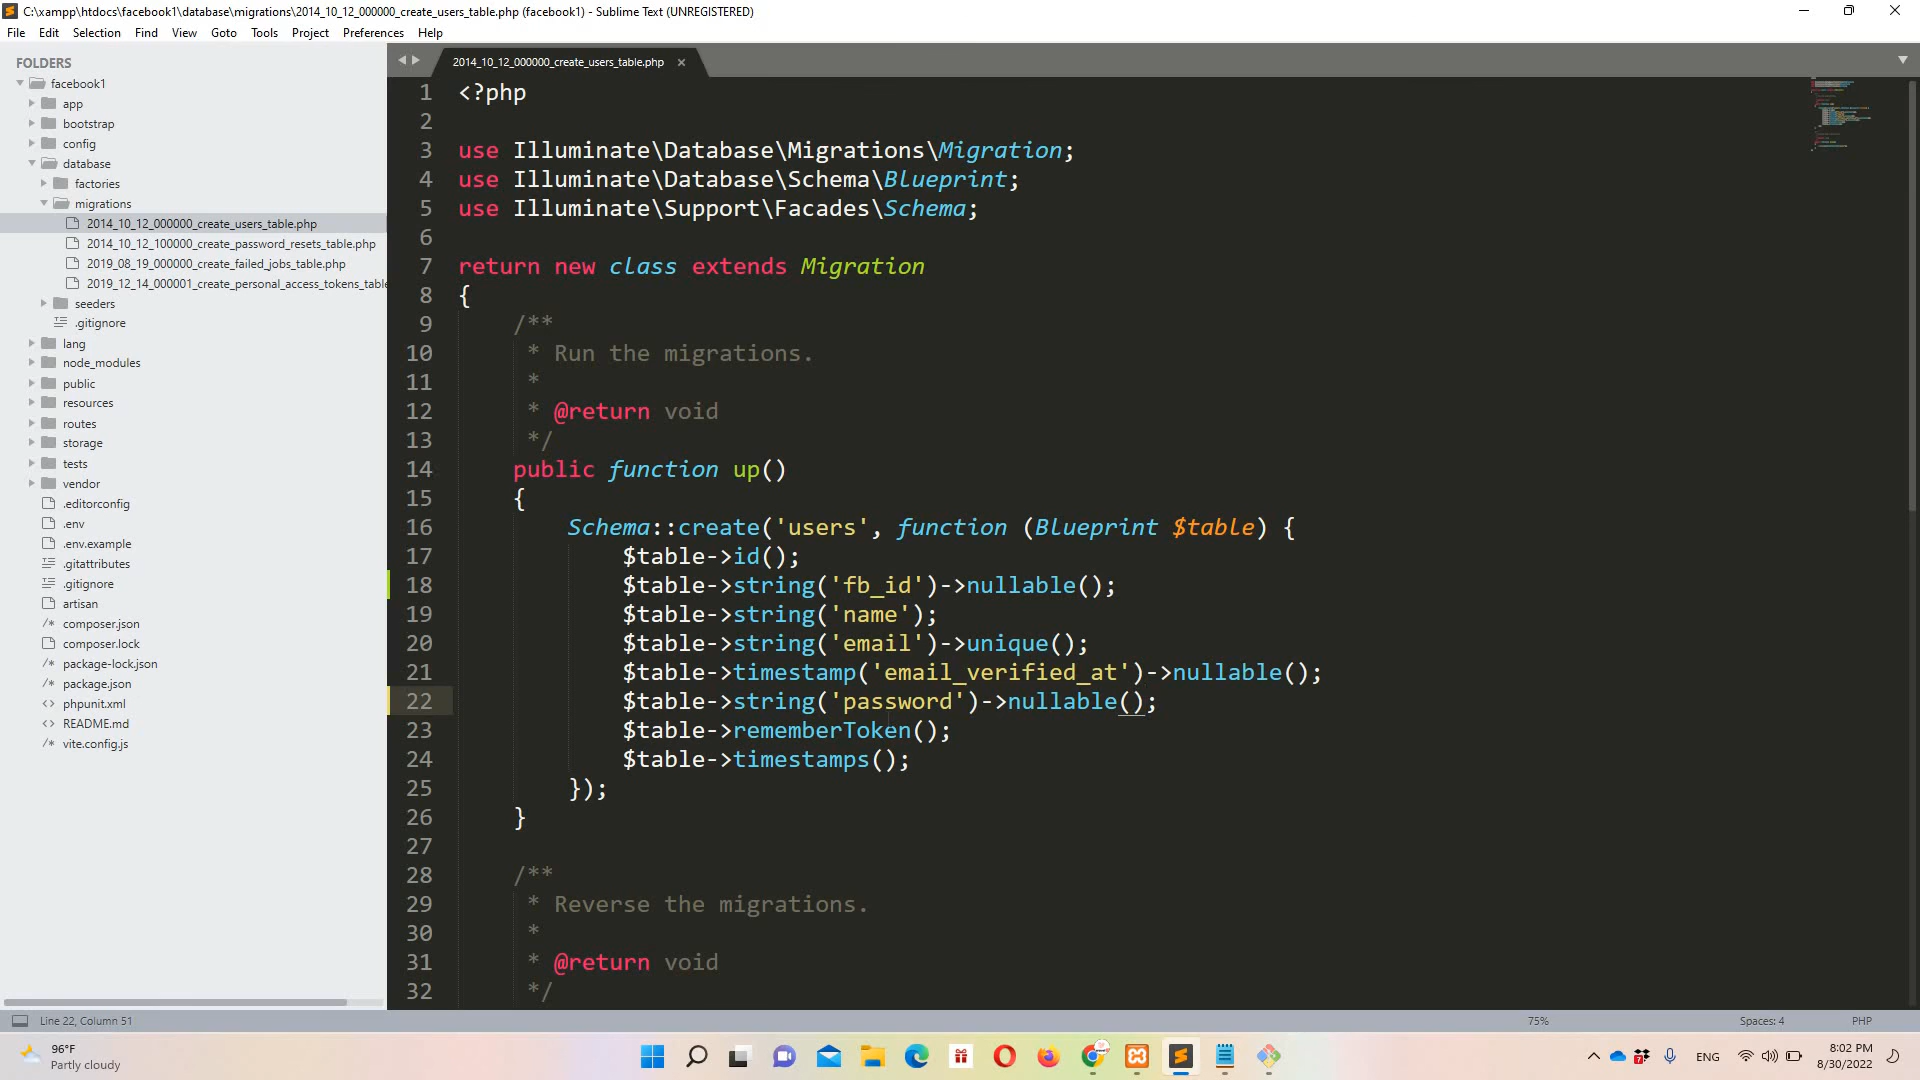 C:\xampp\htdocs\facebook1\database\migrations\2014_10_12_000000_create_users_table.php (facebook1) - Sublime Text (UNREGISTERED)
File Edit Selection Find View Goto Tools Project Preferences Help
FOLDERS
facebook1
app
bootstrap
config
database
factories
migrations
2014_10_12_000000_create_users_table.php
2014_10_12_100000_create_password_resets_table.php
2019_08_19_000000_create_failed_jobs_table.php
2019_12_14_000001_create_personal_access_tokens_table
seeders
.gitignore
lang
node_modules
public
resources
routes
storage
tests
vendor
.editorconfig
.env
.env.example
.gitattributes
.gitignore
artisan
composer.json
composer.lock
package-lock.json
package.json
phpunit.xml
README.md
vite.config.js
2014_10_12_000000_create_users_table.php
1 <?php
2
3 use Illuminate\Database\Migrations\Migration;
4 use Illuminate\Database\Schema\Blueprint;
5 use Illuminate\Support\Facades\Schema;
6
7 return new class extends Migration
8 {
9 /**
10 * Run the migrations.
11 *
12 * @return void
13 */
14 public function up()
15 {
16 Schema::create('users', function (Blueprint $table) {
17 $table->id();
18 $table->string('fb_id')->nullable();
19 $table->string('name');
20 $table->string('email')->unique();
21 $table->timestamp('email_verified_at')->nullable();
22 $table->string('password')->nullable();
23 $table->rememberToken();
24 $table->timestamps();
25 });
26 }
27
28 /**
29 * Reverse the migrations.
30 *
31 * @return void
32 */
Line 22, Column 51
75%
Spaces: 4
PHP
96°F
Partly cloudy
ENG
8:02 PM
8/30/2022